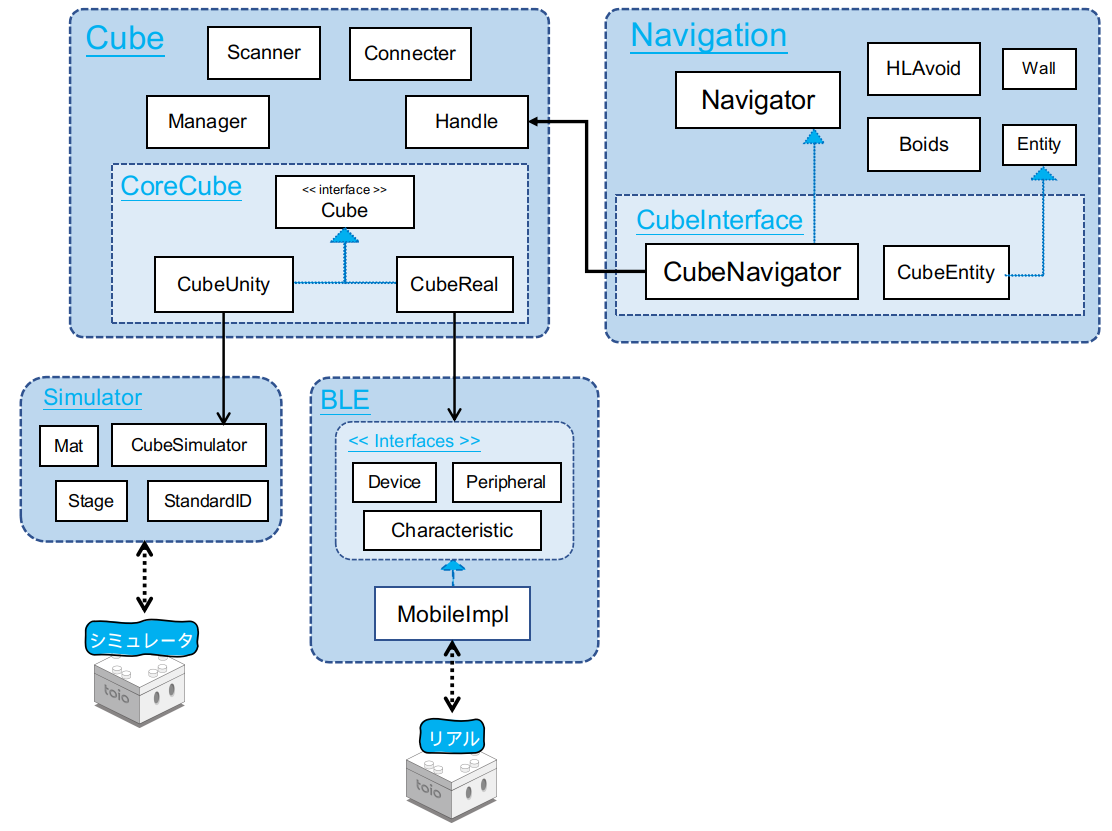 Cube
Scanner
Connecter
Manager
Handle
CoreCube
<< interface >>
Cube
CubeUnity
CubeReal
Navigation
Navigator
HLAvoid
Wall
Boids
Entity
CubeInterface
CubeNavigator
CubeEntity
Simulator
Mat
CubeSimulator
Stage
StandardID
BLE
<< Interfaces >>
Device
Peripheral
Characteristic
MobileImpl
シミュレータ
toio
リアル
toio